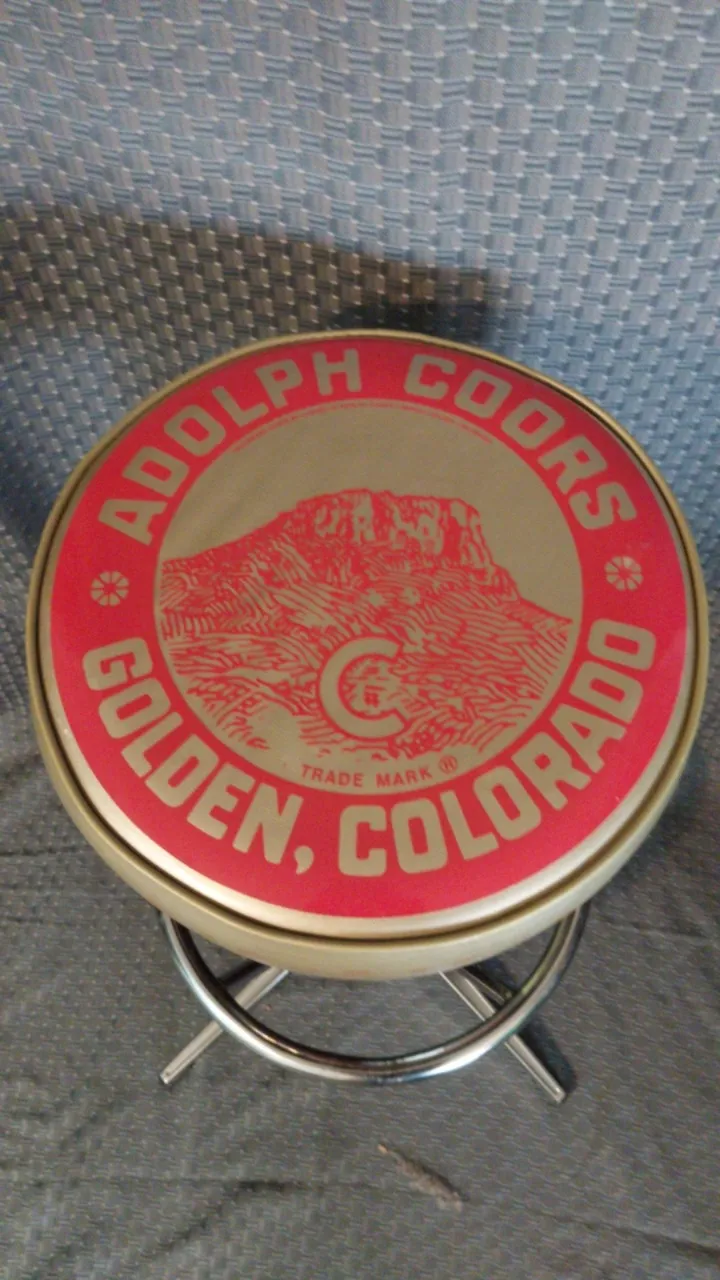 ADOLPH COORS
C
TRADE MARK ®
GOLDEN, COLORADO